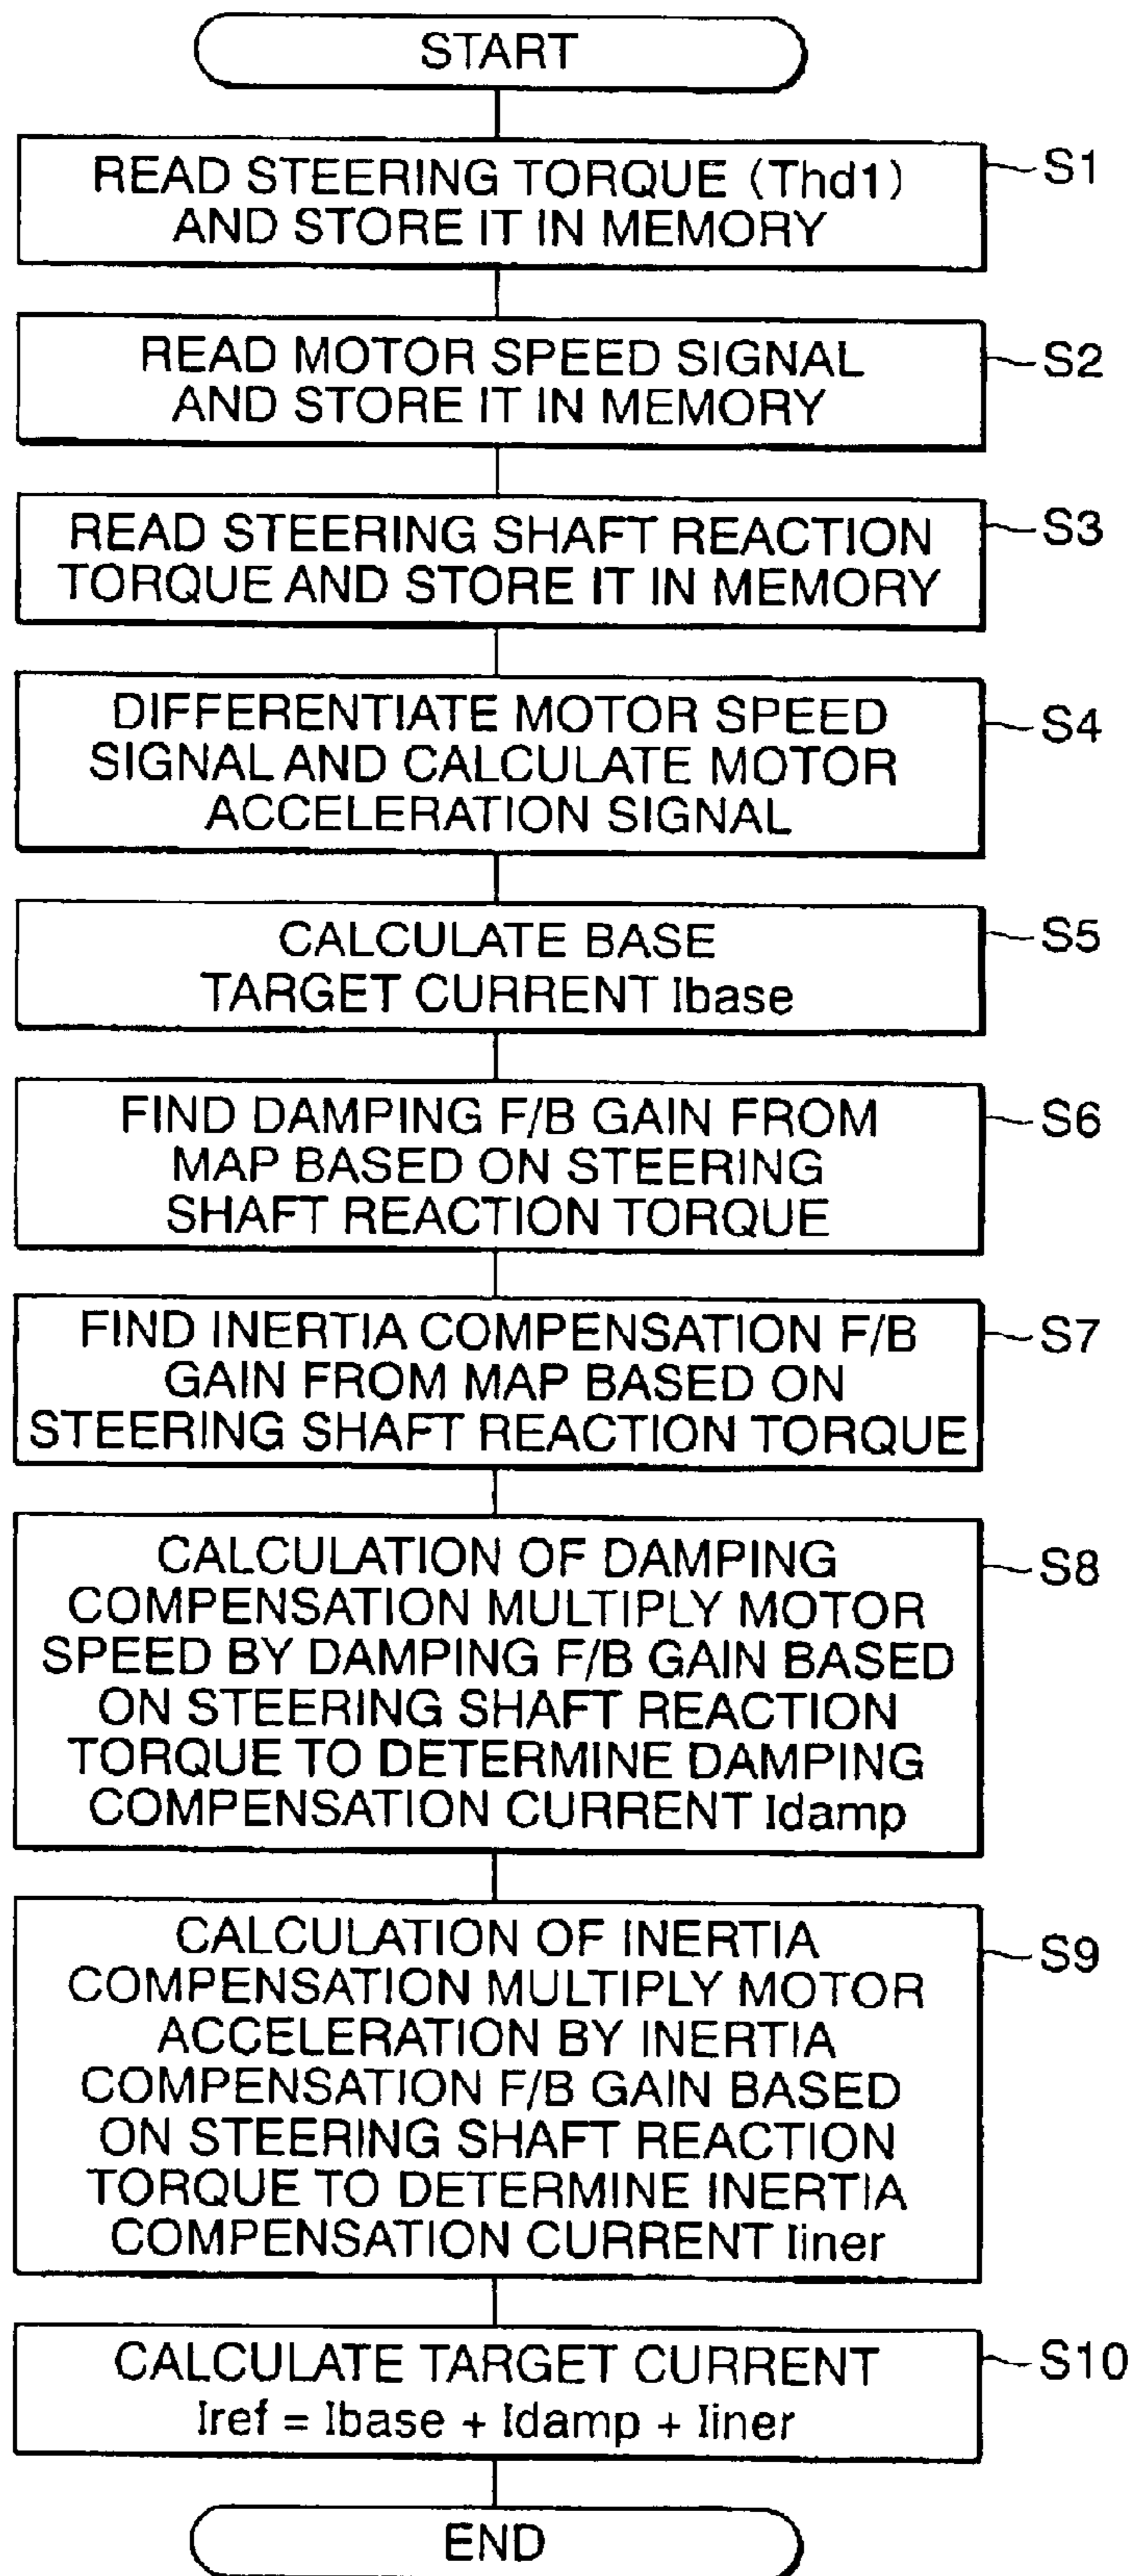 START
READ STEERING TORQUE (Thd1)
AND STORE IT IN MEMORY
S1
READ MOTOR SPEED SIGNAL
AND STORE IT IN MEMORY
S2
READ STEERING SHAFT REACTION
TORQUE AND STORE IT IN MEMORY
S3
DIFFERENTIATE MOTOR SPEED
SIGNAL AND CALCULATE MOTOR
ACCELERATION SIGNAL
S4
CALCULATE BASE
TARGET CURRENT Ibase
S5
FIND DAMPING F/B GAIN FROM
MAP BASED ON STEERING
SHAFT REACTION TORQUE
S6
FIND INERTIA COMPENSATION F/B
GAIN FROM MAP BASED ON
STEERING SHAFT REACTION TORQUE
S7
CALCULATION OF DAMPING
COMPENSATION MULTIPLY MOTOR
SPEED BY DAMPING F/B GAIN BASED
ON STEERING SHAFT REACTION
TORQUE TO DETERMINE DAMPING
COMPENSATION CURRENT Idamp
S8
CALCULATION OF INERTIA
COMPENSATION MULTIPLY MOTOR
ACCELERATION BY INERTIA
COMPENSATION F/B GAIN BASED
ON STEERING SHAFT REACTION
TORQUE TO DETERMINE INERTIA
COMPENSATION CURRENT Iiner
S9
CALCULATE TARGET CURRENT
Iref = Ibase + Idamp + Iiner
S10
END